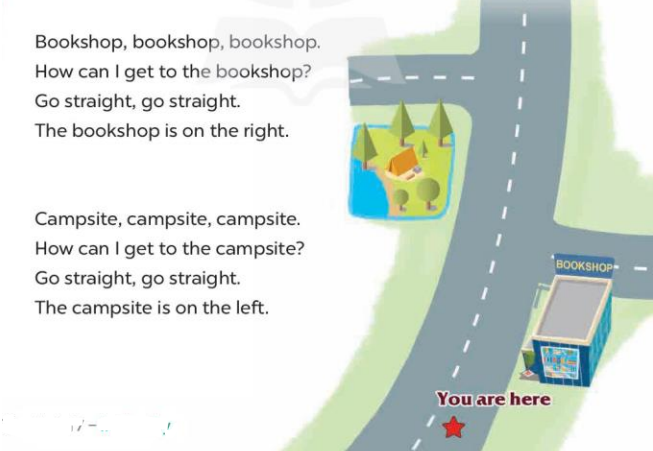 Bookshop, bookshop, bookshop.
How can I get to the bookshop?
Go straight, go straight.
The bookshop is on the right.
Campsite, campsite, campsite.
How can I get to the campsite?
Go straight, go straight.
The campsite is on the left.
BOOKSHOP
You are here